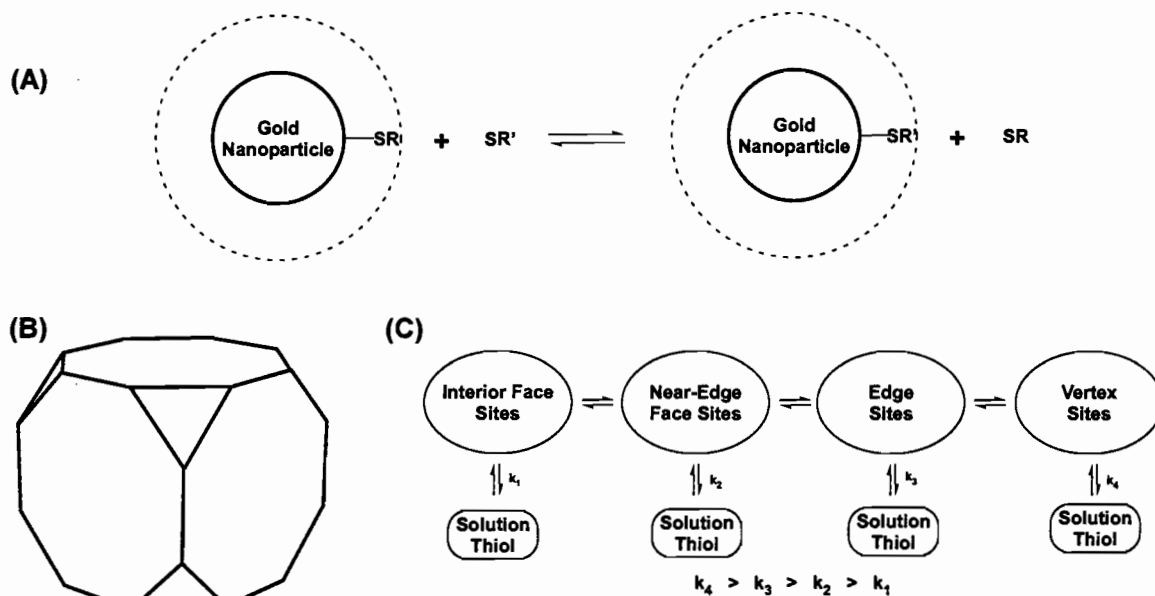 (A)
Gold
Nanoparticle
SR
+
SR'
Gold
Nanoparticle
SR'
+
SR
(B)
(C)
Interior Face
Sites
Near-Edge
Face Sites
Edge
Sites
Vertex
Sites
k1
k2
k3
k4
Solution
Thiol
Solution
Thiol
Solution
Thiol
Solution
Thiol
k4 > k3 > k2 > k1